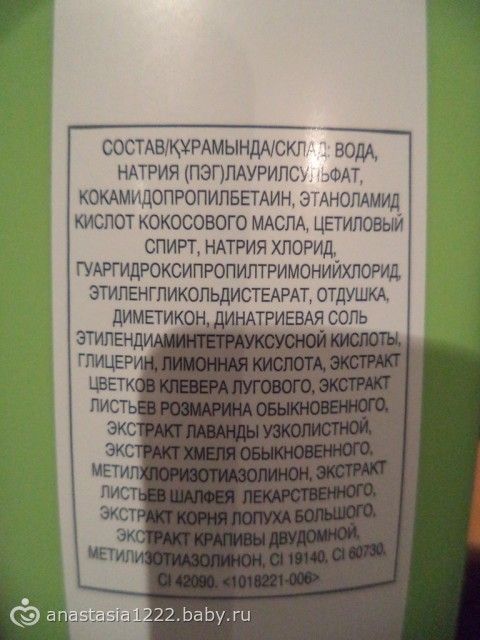 СОСТАВ/ҚҰРАМЫНДА/СКЛАД: ВОДА,
НАТРИЯ (ПЭГ)ЛАУРИЛСУЛЬФАТ,
КОКАМИДОПРОПИЛБЕТАИН, ЭТАНОЛАМИД
КИСЛОТ КОКОСОВОГО МАСЛА, ЦЕТИЛОВЫЙ
СПИРТ, НАТРИЯ ХЛОРИД,
ГУАРГИДРОКСИПРОПИЛТРИМОНИЙХЛОРИД,
ЭТИЛЕНГЛИКОЛЬДИСТЕАРАТ, ОТДУШКА,
ДИМЕТИКОН, ДИНАТРИЕВАЯ СОЛЬ
ЭТИЛЕНДИАМИНТЕТРАУКСУСНОЙ КИСЛОТЫ,
ГЛИЦЕРИН, ЛИМОННАЯ КИСЛОТА, ЭКСТРАКТ
ЦВЕТКОВ КЛЕВЕРА ЛУГОВОГО, ЭКСТРАКТ
ЛИСТЬЕВ РОЗМАРИНА ОБЫКНОВЕННОГО,
ЭКСТРАКТ ЛАВАНДЫ УЗКОЛИСТНОЙ,
ЭКСТРАКТ ХМЕЛЯ ОБЫКНОВЕННОГО,
МЕТИЛХЛОРИЗОТИАЗОЛИНОН, ЭКСТРАКТ
ЛИСТЬЕВ ШАЛФЕЯ ЛЕКАРСТВЕННОГО,
ЭКСТРАКТ КОРНЯ ЛОПУХА БОЛЬШОГО,
ЭКСТРАКТ КРАПИВЫ ДВУДОМНОЙ,
МЕТИЛИЗОТИАЗОЛИНОН, CI 19140, CI 60730,
CI 42090. <1018221-006>
anastasia1222.baby.ru